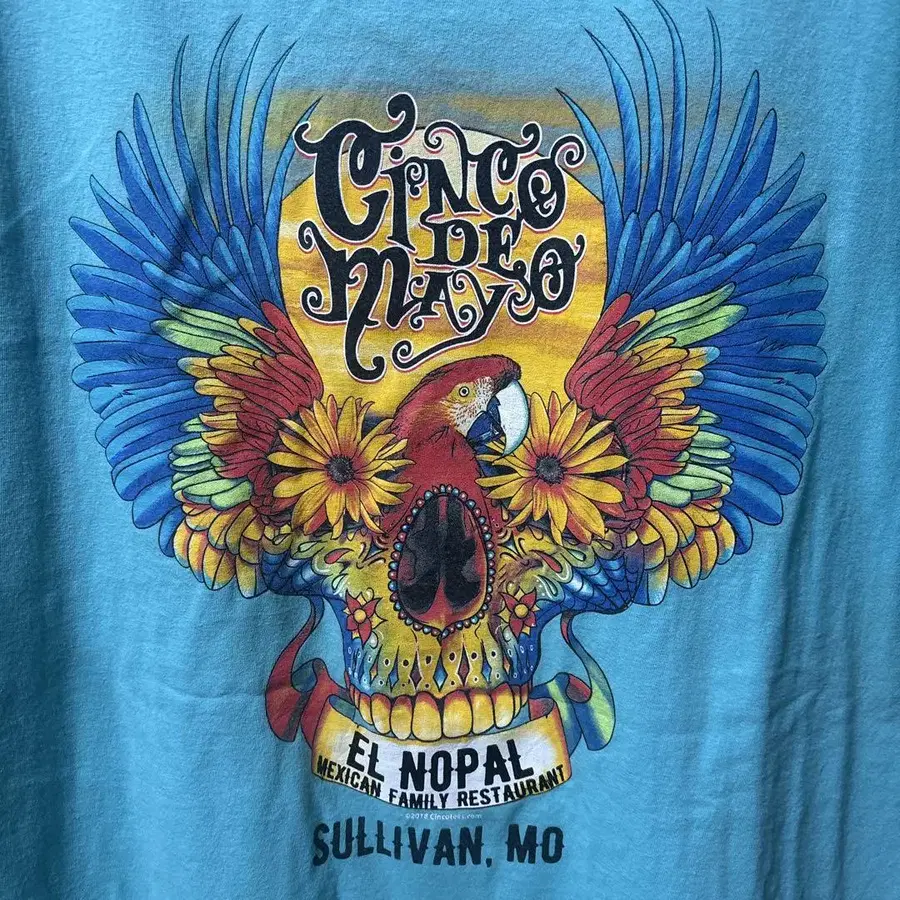 CINCO
DE
MAYO
EL NOPAL
MEXICAN FAMILY RESTAURANT
©2018 Cincotees.com
SULLIVAN, MO